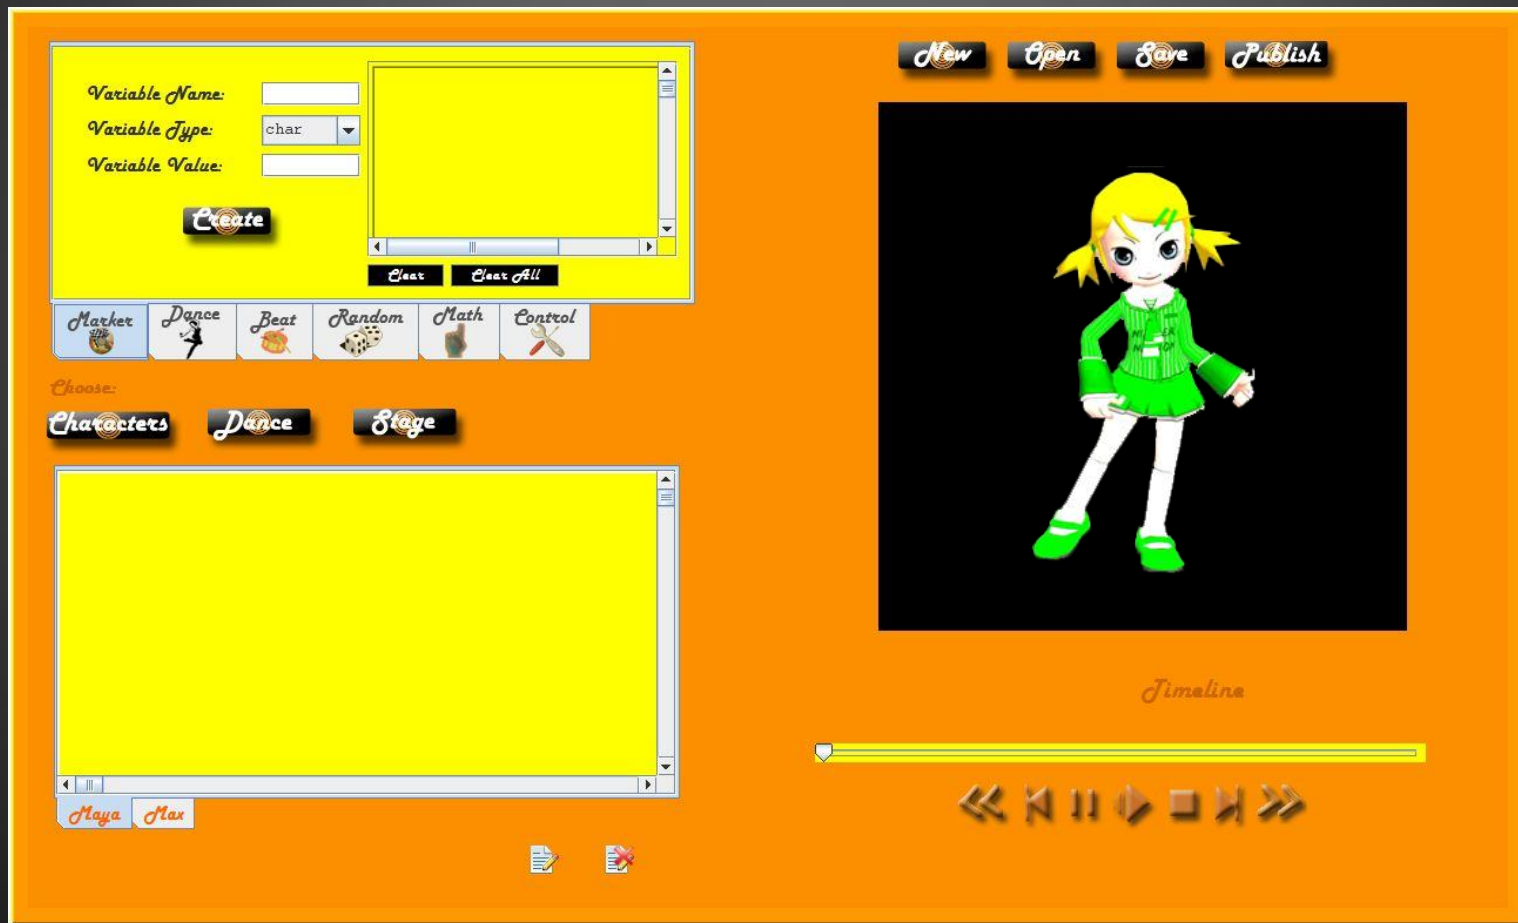 Variable Name:
Variable Type: char
Variable Value:
Create
Clear Clear All
Marker Dance Beat Random Math Control
Choose:
Characters Dance Stage
Maya Max
New Open Save Publish
Timeline